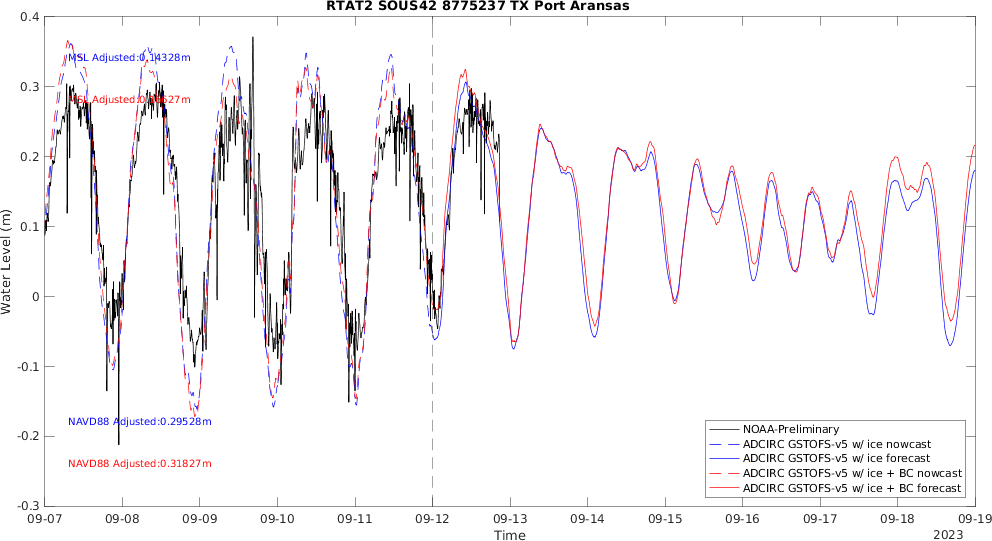 RTAT2 SOUS42 8775237 TX Port Aransas
0.4
0.3
0.2
0.1
0
-0.1
-0.2
-0.3
Water Level (m)
MSL Adjusted:0.14328m
MSL
NAVD88 Adjusted:0.29528m
NAVD88 Adjusted:0.31827m
NOAA-Preliminary
ADCIRC GSTOFS-v5 w/ ice nowcast
ADCIRC GSTOFS-v5 w/ ice forecast
ADCIRC GSTOFS-v5 w/ ice + BC nowcast
ADCIRC GSTOFS-v5 w/ ice + BC forecast
09-07 09-08 09-09 09-10 09-11 09-12 09-13 09-14 09-15 09-16 09-17 09-18 09-19
Time
2023